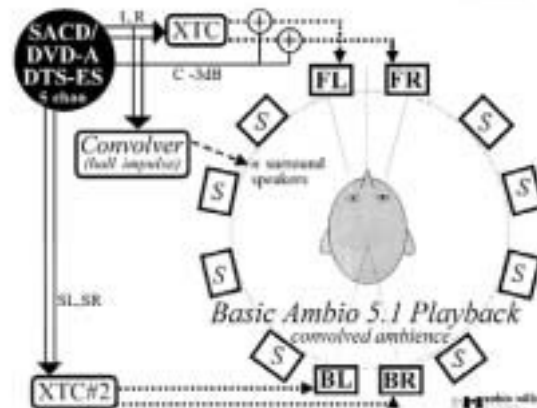 SACD/
DVD-A
DTS-ES
5 chan
L, R
XTC
+
+
C -3dB
FL
FR
Convolver
(hall impulse)
surround
speakers
S
S
S
S
S
S
S
S
SL, SR
Basic Ambio 5.1 Playback
convolved ambience
XTC#2
BL
BR